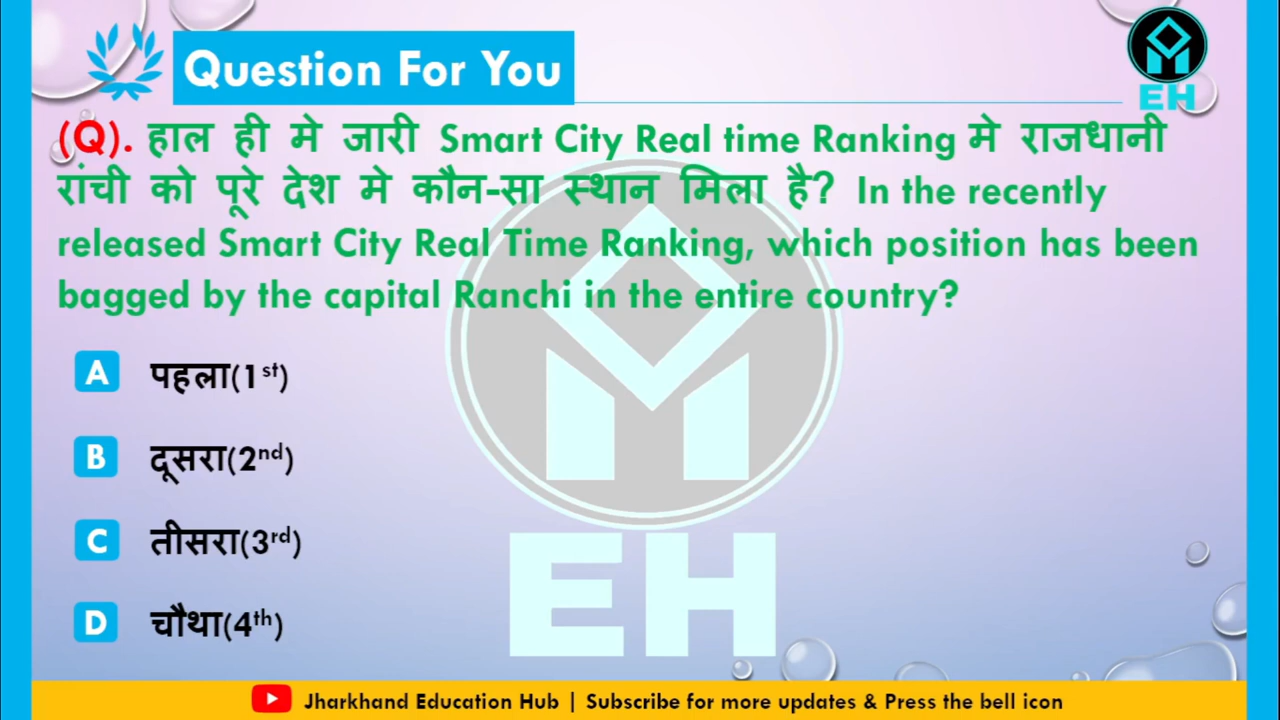 Question For You
EH
(Q). हाल ही मे जारी Smart City Real time Ranking मे राजधानी
रांची को पूरे देश मे कौन-सा स्थान मिला है? In the recently
released Smart City Real Time Ranking, which position has been
bagged by the capital Ranchi in the entire country?
A पहला(1st)
B दूसरा(2nd)
C तीसरा(3rd)
D चौथा(4th)
EH
Jharkhand Education Hub | Subscribe for more updates & Press the bell icon